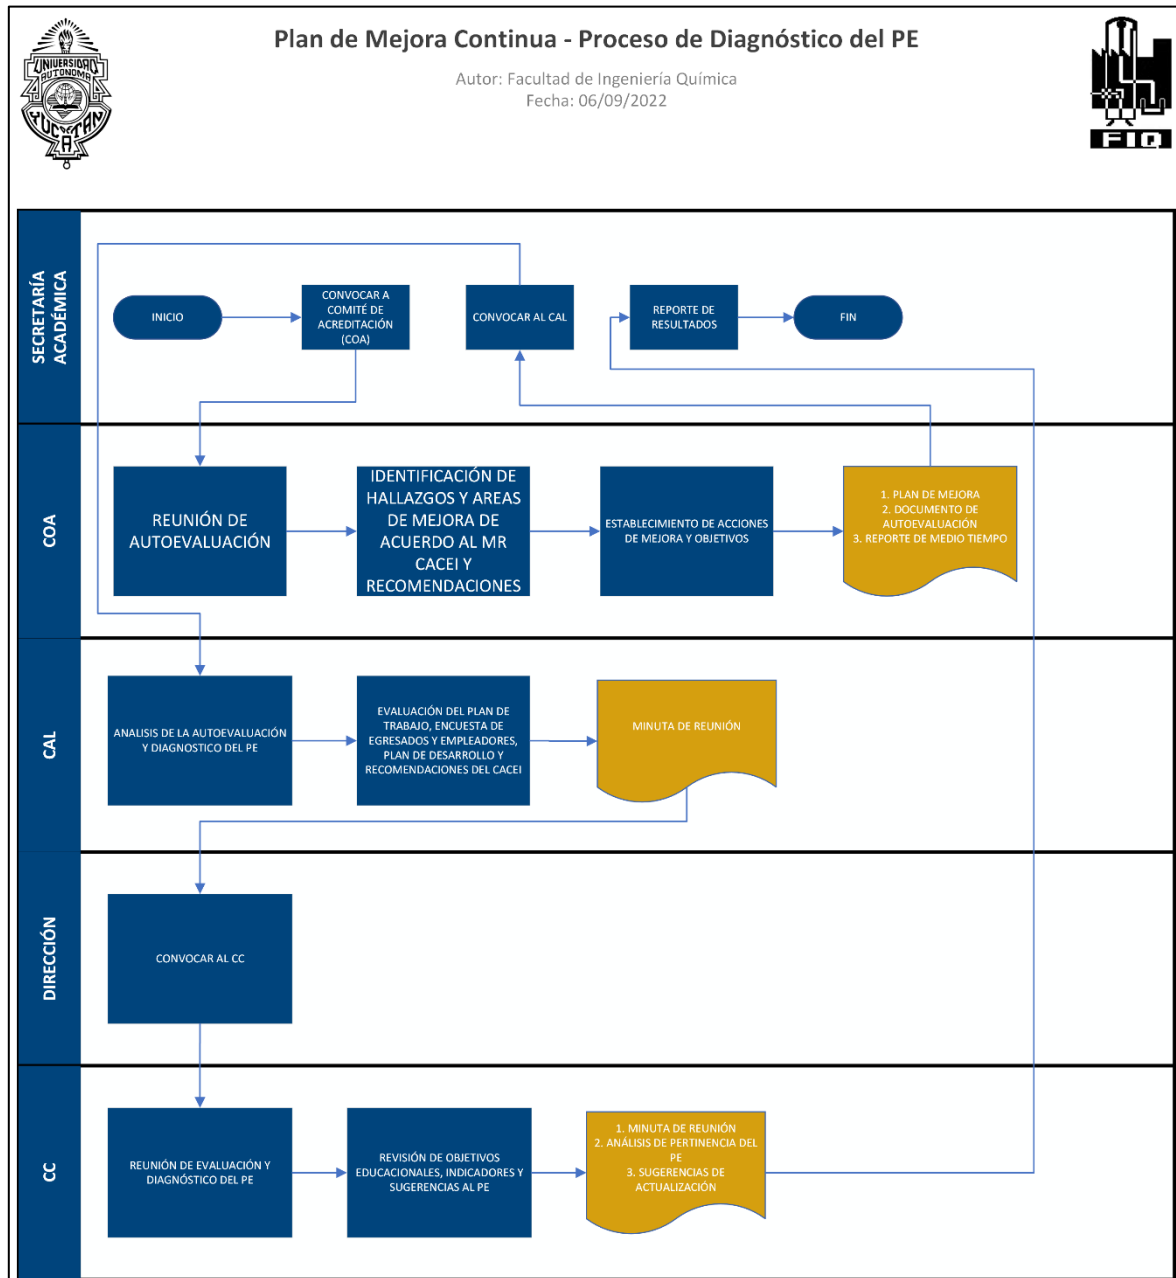 Plan de Mejora Continua - Proceso de Diagnóstico del PE
Autor: Facultad de Ingeniería Química
Fecha: 06/09/2022
UNIVERSIDAD
AUTONOMA
DE
YUCATAN
FIQ
SECRETARÍA
ACADÉMICA
INICIO
CONVOCAR A
COMITÉ DE
ACREDITACIÓN
(COA)
CONVOCAR AL CAL
REPORTE DE
RESULTADOS
FIN
COA
REUNIÓN DE
AUTOEVALUACIÓN
IDENTIFICACIÓN DE
HALLAZGOS Y AREAS
DE MEJORA DE
ACUERDO AL MR
CACEI Y
RECOMENDACIONES
ESTABLECIMIENTO DE ACCIONES
DE MEJORA Y OBJETIVOS
1. PLAN DE MEJORA
2. DOCUMENTO DE
AUTOEVALUACIÓN
3. REPORTE DE MEDIO TIEMPO
CAL
ANALISIS DE LA AUTOEVALUACIÓN
Y DIAGNOSTICO DEL PE
EVALUACIÓN DEL PLAN DE
TRABAJO, ENCUESTA DE
EGRESADOS Y EMPLEADORES,
PLAN DE DESARROLLO Y
RECOMENDACIONES DEL CACEI
MINUTA DE REUNIÓN
DIRECCIÓN
CONVOCAR AL CC
CC
REUNIÓN DE EVALUACIÓN Y
DIAGNÓSTICO DEL PE
REVISIÓN DE OBJETIVOS
EDUCACIONALES, INDICADORES Y
SUGERENCIAS AL PE
1. MINUTA DE REUNIÓN
2. ANÁLISIS DE PERTINENCIA DEL
PE
3. SUGERENCIAS DE
ACTUALIZACIÓN